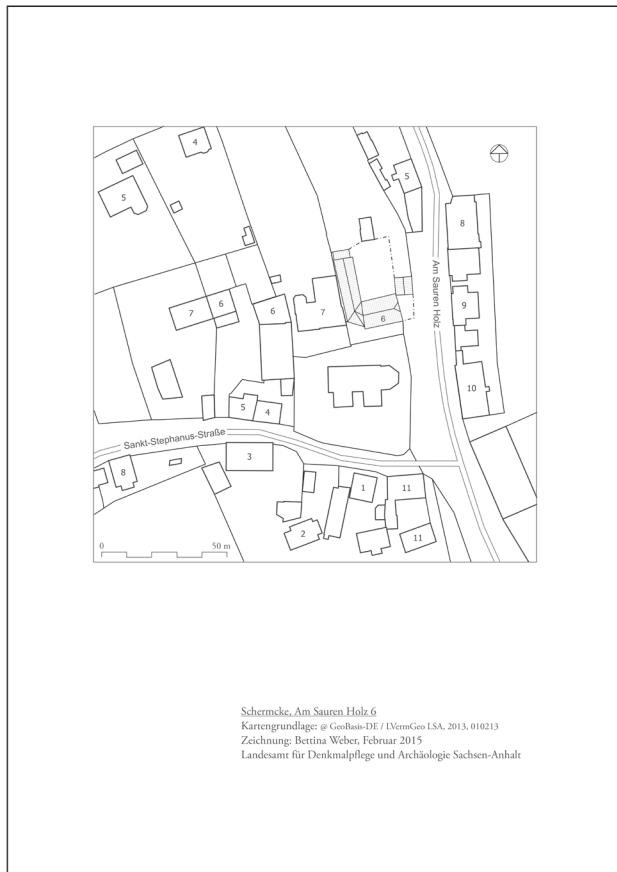 4
5
5
8
Am Sauren Holz
7
6
6
7
6
9
10
5
4
Sankt-Stephanus-Straße
8
3
1
11
2
11
0
50 m
Schermcke, Am Sauren Holz 6
Kartengrundlage: @ GeoBasis-DE / LVermGeo LSA, 2013, 010213
Zeichnung: Bettina Weber, Februar 2015
Landesamt für Denkmalpflege und Archäologie Sachsen-Anhalt